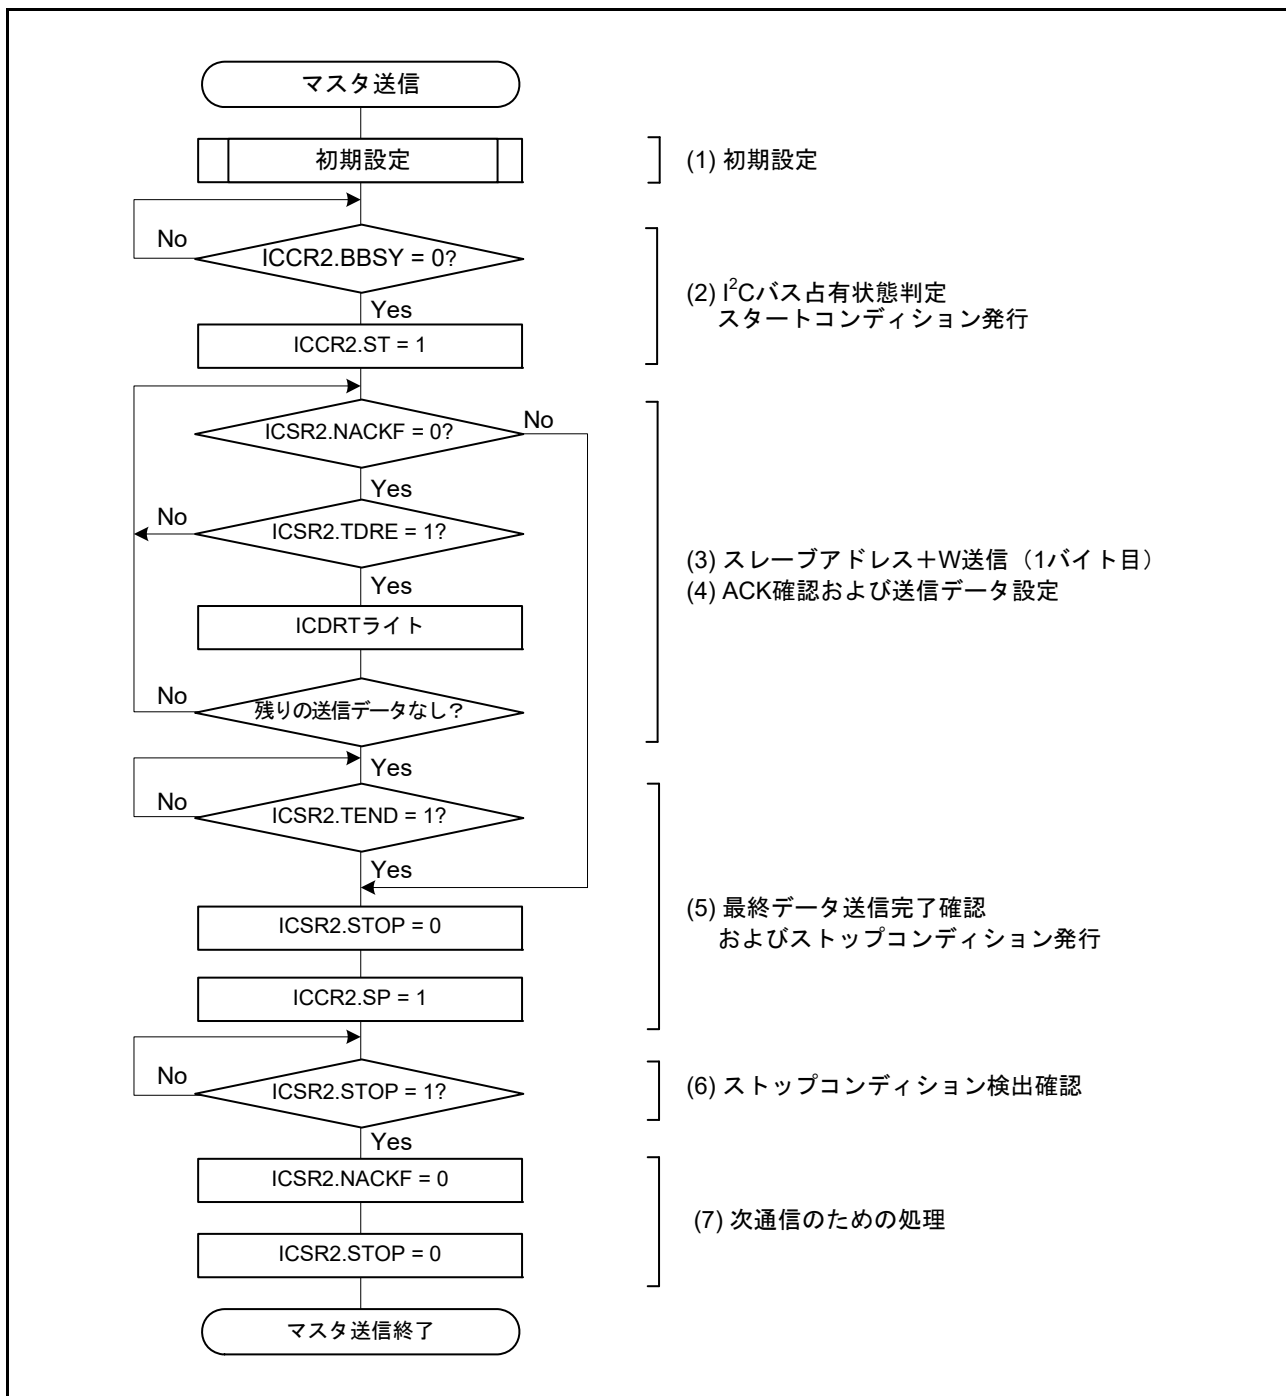 マスタ送信
初期設定
(1) 初期設定
No
ICCR2.BBSY = 0?
Yes
(2) I²Cバス占有状態判定
スタートコンディション発行
ICCR2.ST = 1
ICSR2.NACKF = 0?
No
Yes
No
ICSR2.TDRE = 1?
Yes
(3) スレーブアドレス＋W送信（1バイト目）
(4) ACK確認および送信データ設定
ICDRTライト
No
残りの送信データなし？
Yes
No
ICSR2.TEND = 1?
Yes
ICSR2.STOP = 0
(5) 最終データ送信完了確認
およびストップコンディション発行
ICCR2.SP = 1
No
ICSR2.STOP = 1?
(6) ストップコンディション検出確認
Yes
ICSR2.NACKF = 0
(7) 次通信のための処理
ICSR2.STOP = 0
マスタ送信終了